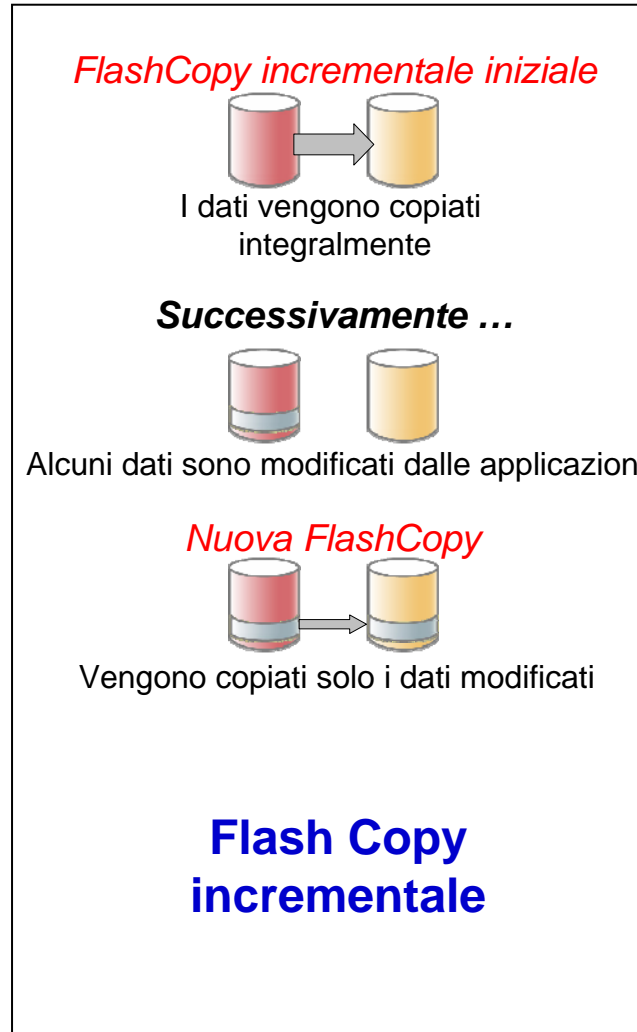 FlashCopy incrementale iniziale
I dati vengono copiati
integralmente
Successivamente …
Alcuni dati sono modificati dalle applicazion
Nuova FlashCopy
Vengono copiati solo i dati modificati
Flash Copy
incrementale